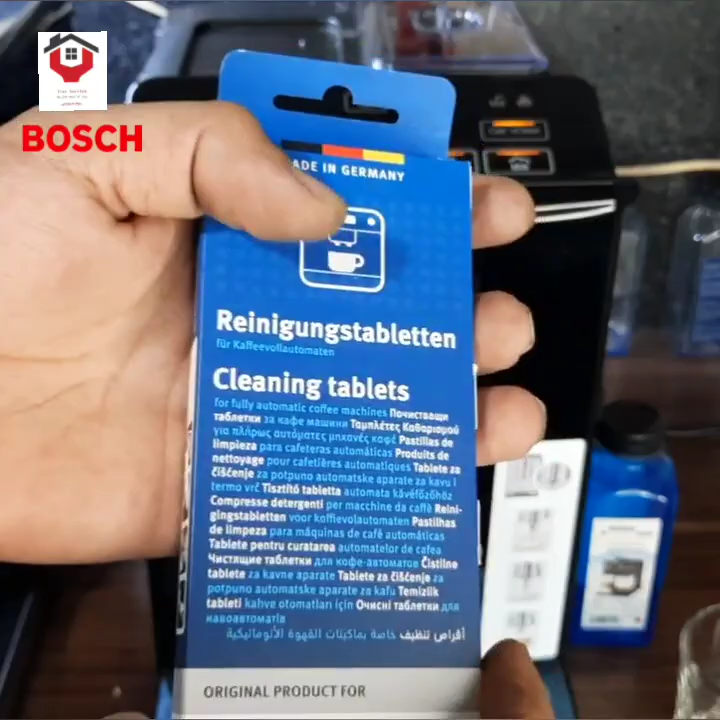 BOSCH
MADE IN GERMANY
Reinigungstabletten
für Kaffeevollautomaten
Cleaning tablets
for fully automatic coffee machines Почистващи
таблетки за кафе машини Ταμπλέτες Καθαρισμού
για πλήρως αυτόματες μηχανές καφέ Pastillas de
limpieza para cafeteras automáticas Produits de
nettoyage pour cafetières automatiques Tablete za
čišćenje za potpuno automatske aparate za kavu i
termo vrč Tisztító tabletta automata kávéfőzőhöz
Compresse detergenti per macchine da caffè Reini-
gingstabletten voor koffievolautomaten Pastilhas
de limpeza para máquinas de café automáticas
Tablete pentru curatarea automatelor de cafea
Чистящие таблетки для кофе-автоматов Čistilne
tablete za kavne aparate Tablete za čišćenje za
potpuno automatske aparate za kafu Temizlik
tableti kahve otomatları için Очисні таблетки для
кавоавтоматів
أقراص تنظيف خاصة بماكينات القهوة الأتوماتيكية
ORIGINAL PRODUCT FOR